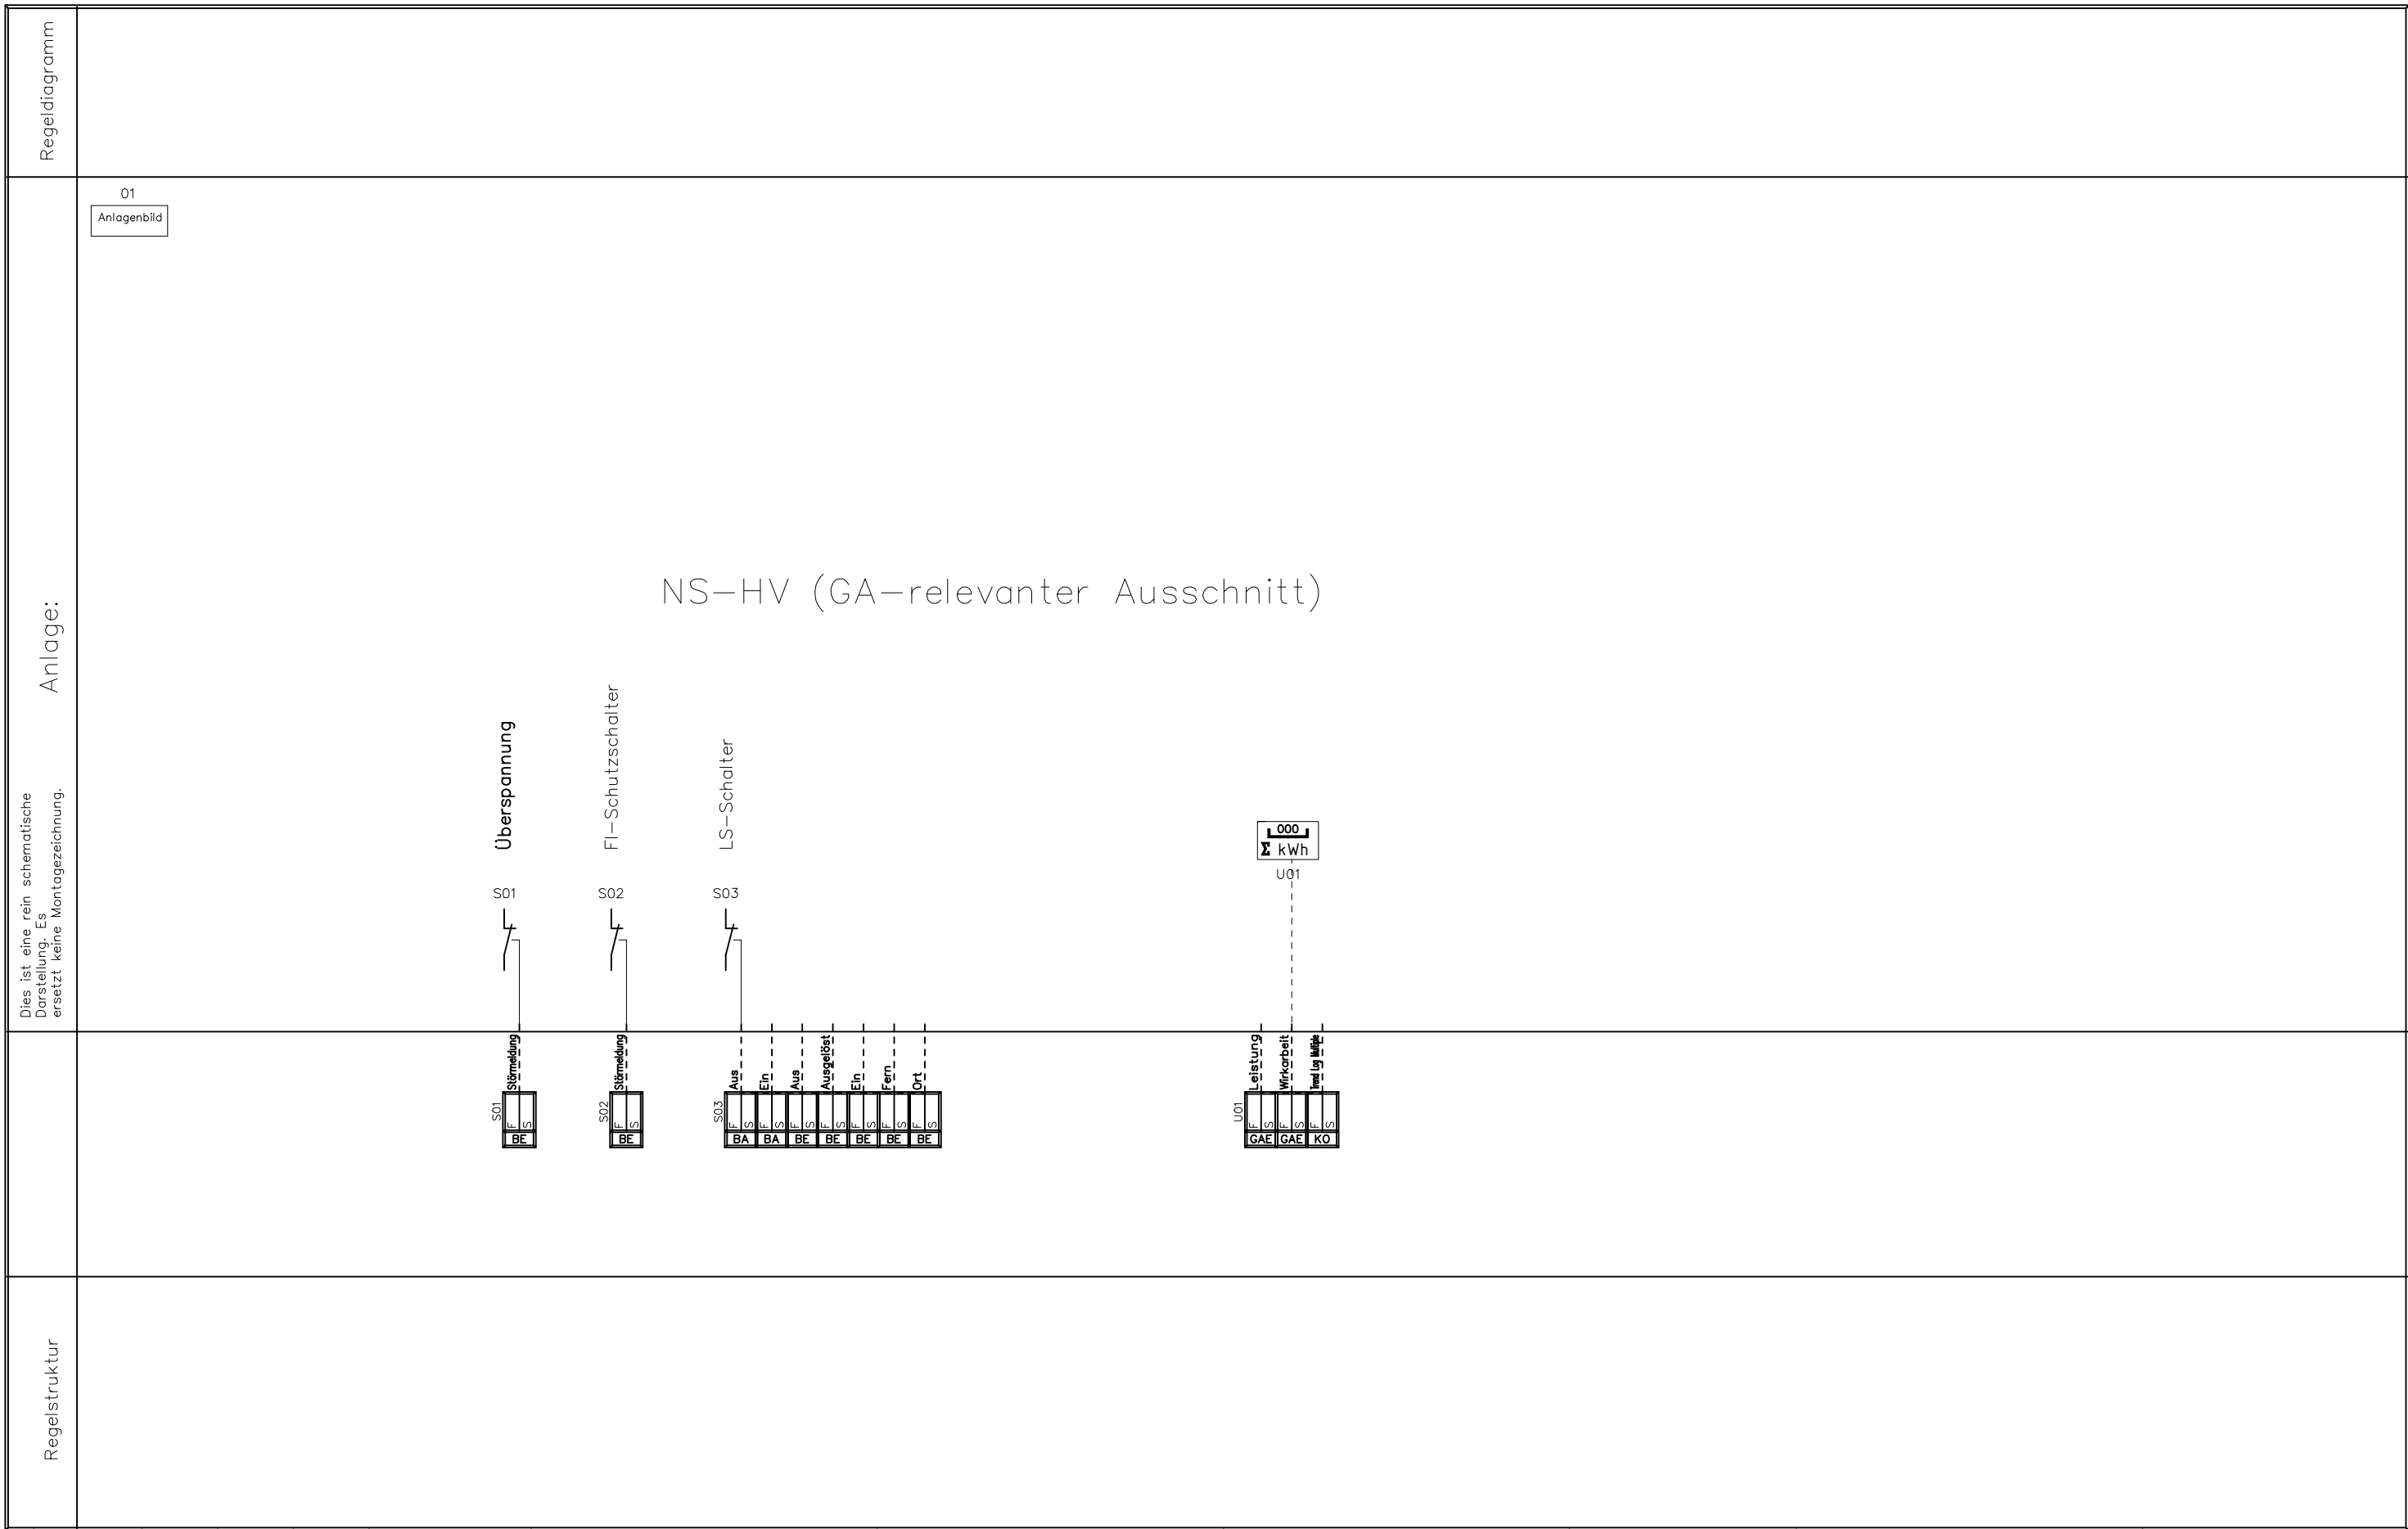 Regeldiagramm
01
Anlagenbild
NS-HV (GA-relevanter Ausschnitt)
Anlage:
Dies ist eine rein schematische
Darstellung. Es
ersetzt keine Montagezeichnung.
Überspannung
FI-Schutzschalter
LS-Schalter
000
Σ kWh
U01
S01
S02
S03
Störmeldung
Störmeldung
Aus
Ein
Aus
Ausgelöst
Ein
Fern
Ort
Leistung
Wirkarbeit
Trend Log Multiple
S01
F S
BE
S02
F S
BE
S03
F S F S F S F S F S F S F S
BA BA BE BE BE BE BE
U01
F S F S F S
GAE GAE KO
Regelstruktur